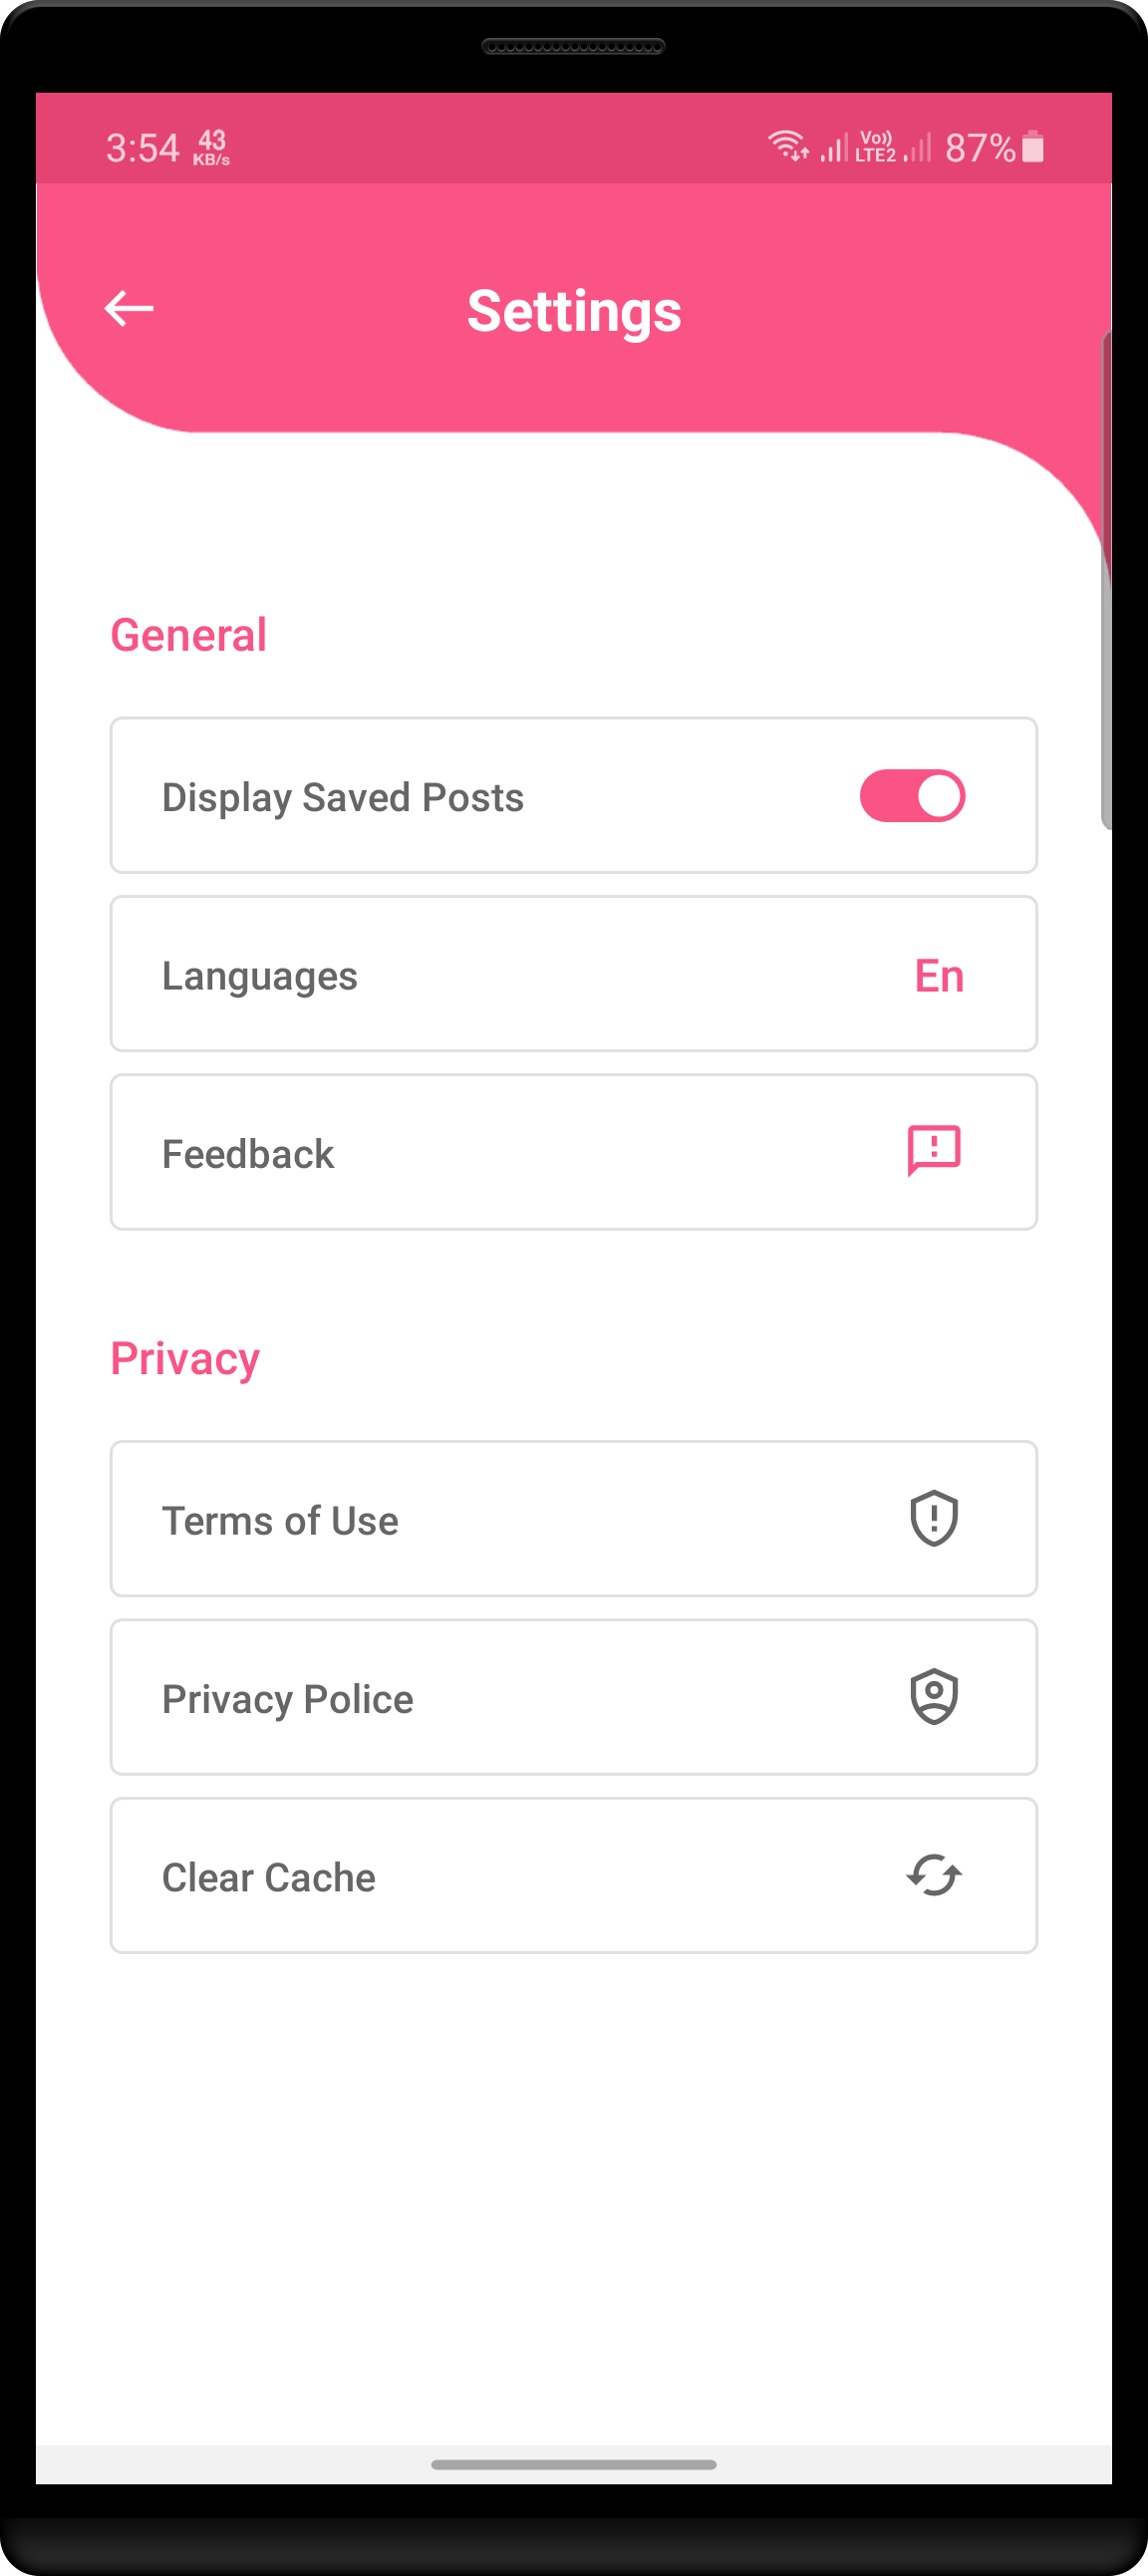 3:54 43 KB/s Vo)) LTE2 87%
Settings
General
Display Saved Posts
Languages En
Feedback
Privacy
Terms of Use
Privacy Police
Clear Cache